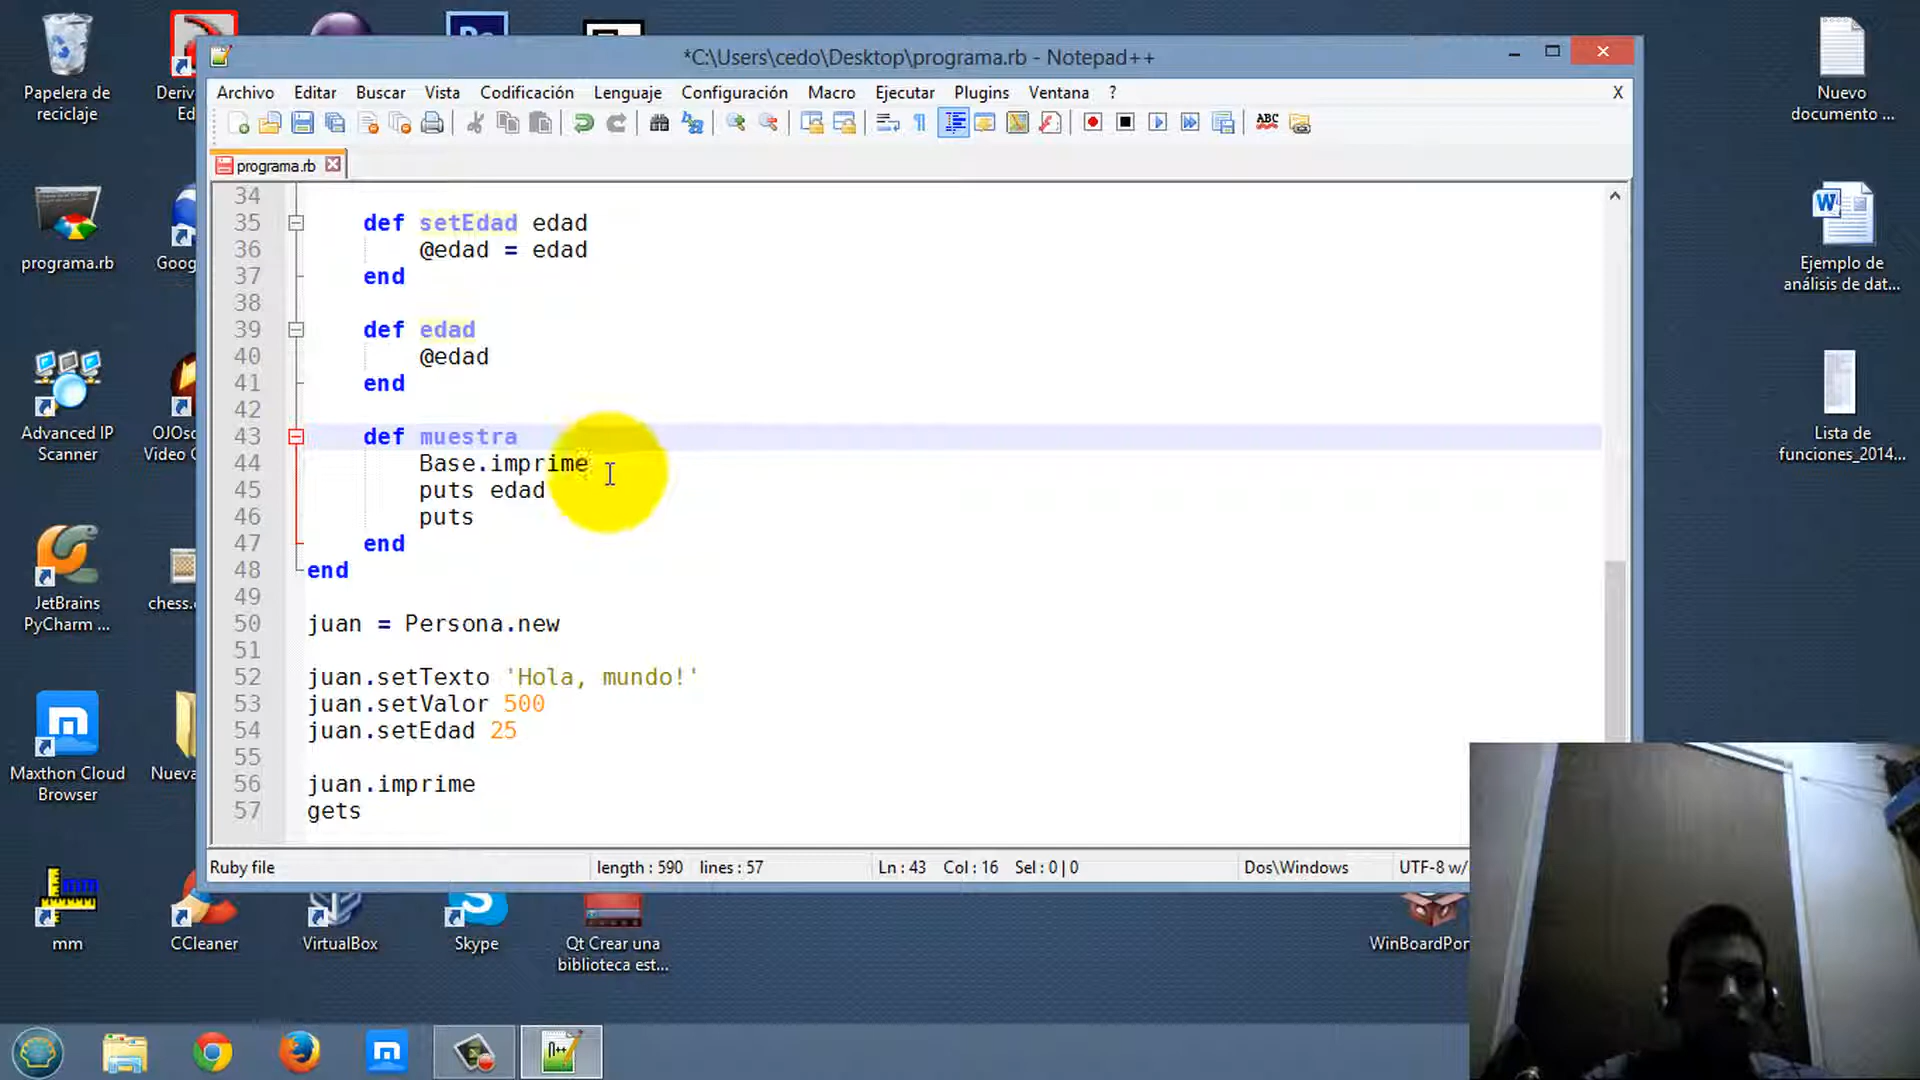 *C:\Users\cedo\Desktop\programa.rb - Notepad++
Archivo Editar Buscar Vista Codificación Lenguaje Configuración Macro Ejecutar Plugins Ventana ? X
programa.rb
34
35 def setEdad edad
36 @edad = edad
37 end
38
39 def edad
40 @edad
41 end
42
43 def muestra
44 Base.imprime
45 puts edad
46 puts
47 end
48 end
49
50 juan = Persona.new
51
52 juan.setTexto 'Hola, mundo!'
53 juan.setValor 500
54 juan.setEdad 25
55
56 juan.imprime
57 gets
Ruby file length : 590 lines : 57 Ln : 43 Col : 16 Sel : 0 | 0 Dos\Windows UTF-8 w/
Papelera de
reciclaje
programa.rb
Goog
Advanced IP
Scanner
OJOso
Video C
JetBrains
PyCharm ...
chess.
Maxthon Cloud
Browser
Nueva
mm
CCleaner
VirtualBox
Skype
Qt Crear una
biblioteca est...
WinBoardPor
Nuevo
documento ...
Ejemplo de
análisis de dat...
Lista de
funciones_2014...